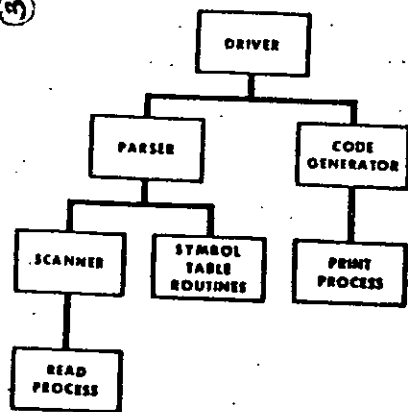 3
DRIVER
PARSER
CODE
GENERATOR
SCANNER
SYMBOL
TABLE
ROUTINES
PRINT
PROCESS
READ
PROCESS